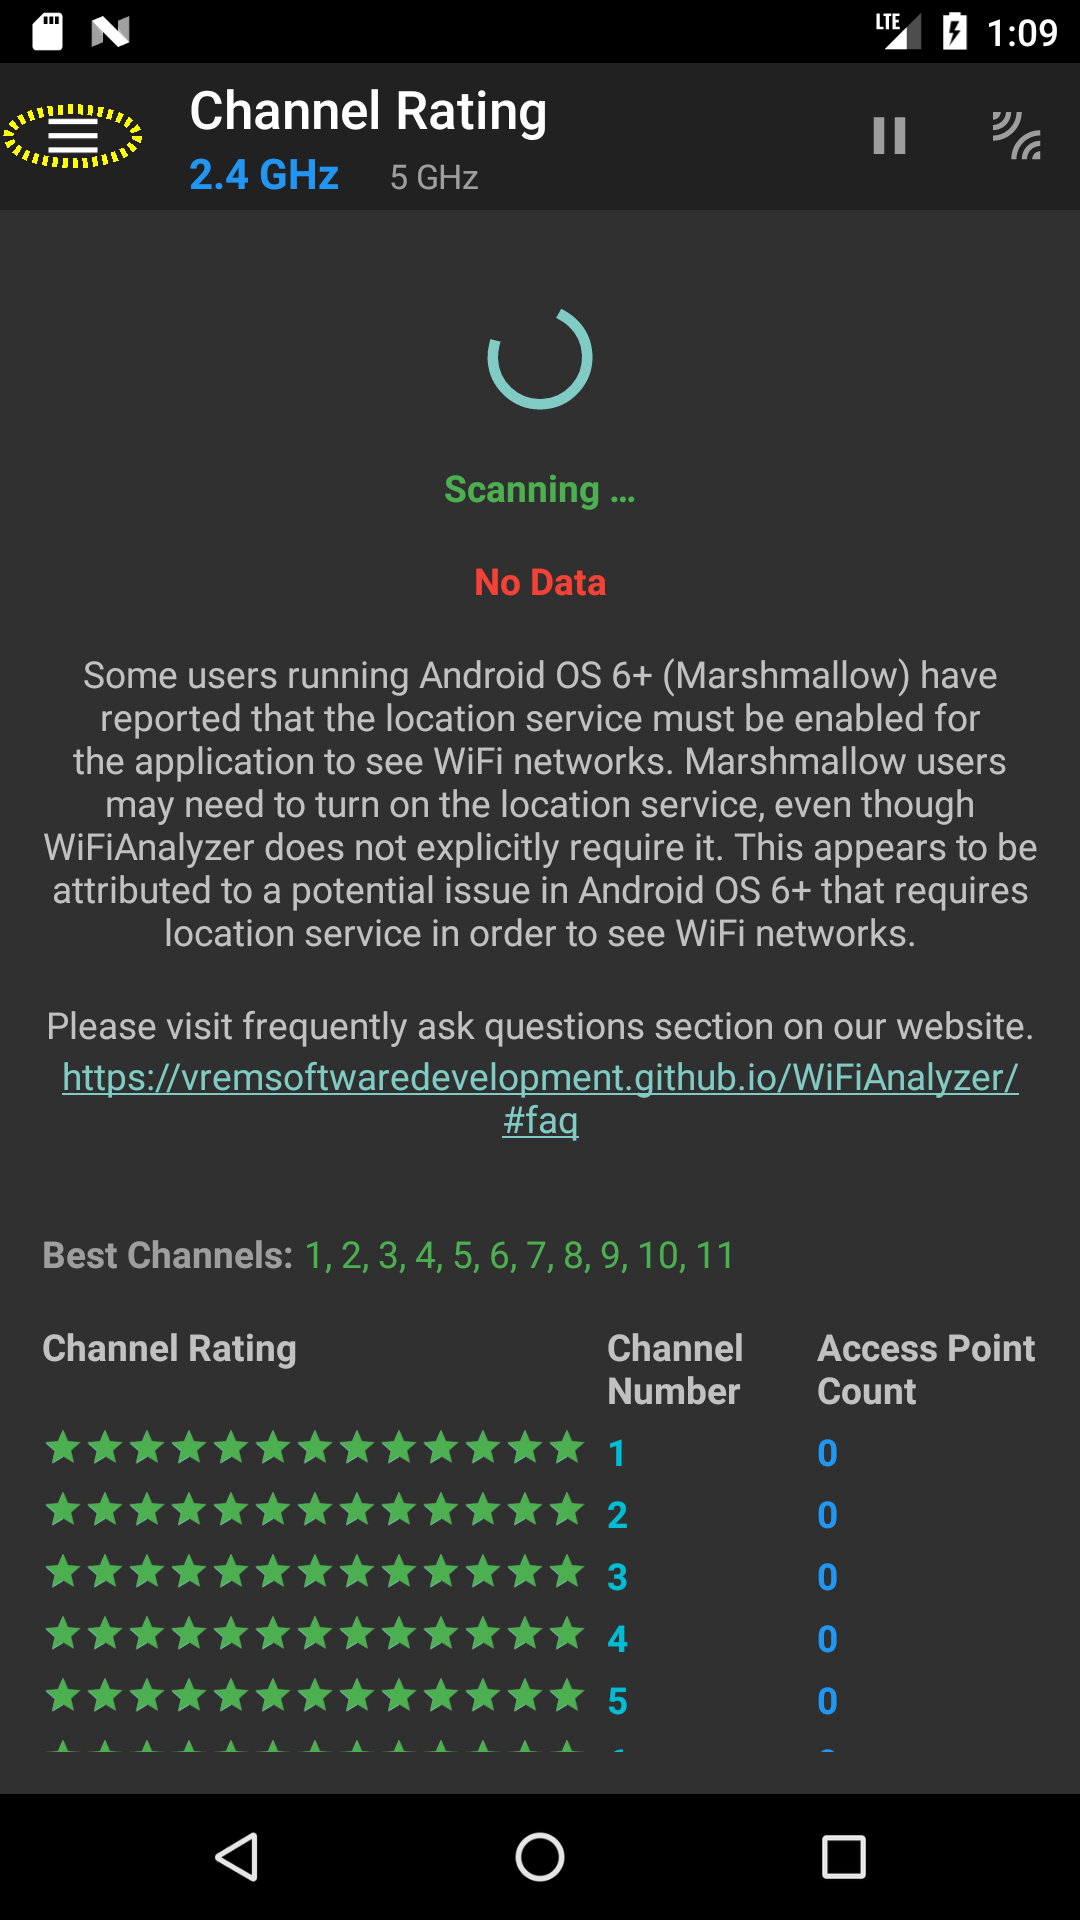 LTE
1:09
Channel Rating
2.4 GHz 5 GHz
Scanning ...
No Data
Some users running Android OS 6+ (Marshmallow) have
reported that the location service must be enabled for
the application to see WiFi networks. Marshmallow users
may need to turn on the location service, even though
WiFiAnalyzer does not explicitly require it. This appears to be
attributed to a potential issue in Android OS 6+ that requires
location service in order to see WiFi networks.
Please visit frequently ask questions section on our website.
https://vremsoftwaredevelopment.github.io/WiFiAnalyzer/
#faq
Best Channels: 1, 2, 3, 4, 5, 6, 7, 8, 9, 10, 11
Channel Rating
Channel
Number
Access Point
Count
1 0
2 0
3 0
4 0
5 0